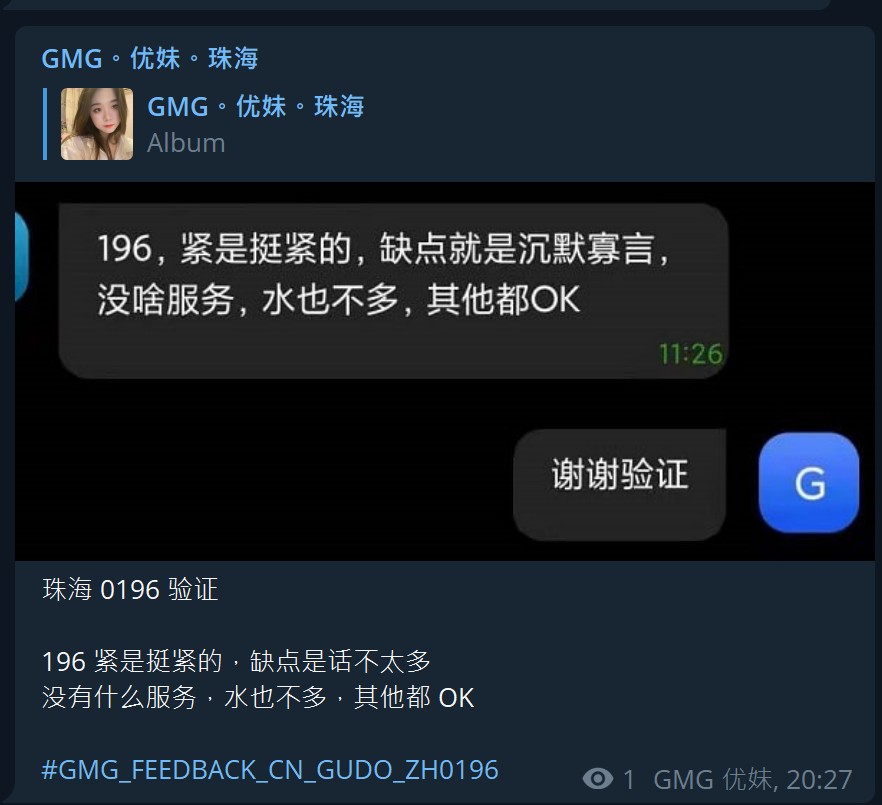 GMG。优妹。珠海
GMG。优妹。珠海
Album
196，紧是挺紧的，缺点就是沉默寡言，
没啥服务，水也不多，其他都OK
11:26
谢谢验证
G
珠海 0196 验证
196 紧是挺紧的，缺点是话不太多
没有什么服务，水也不多，其他都 OK
#GMG_FEEDBACK_CN_GUDO_ZH0196
1 GMG 优妹, 20:27